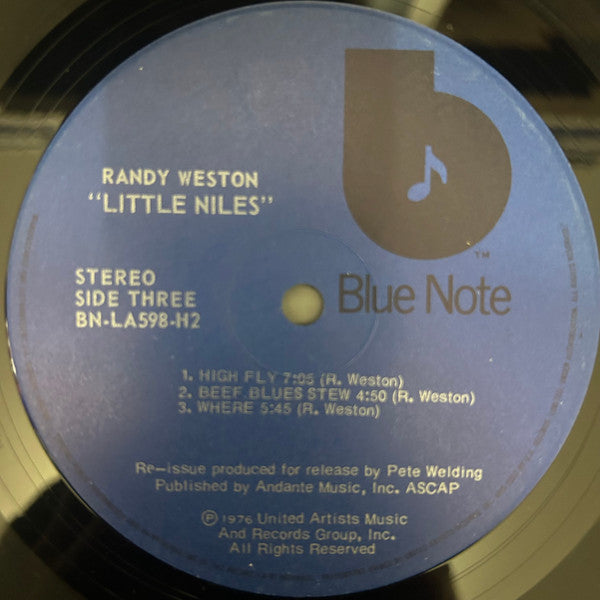 RANDY WESTON
"LITTLE NILES"
TM
STEREO
SIDE THREE
BN-LA598-H2
Blue Note
1. HIGH FLY 7:05 (R. Weston)
2. BEEF BLUES STEW 4:50 (R. Weston)
3. WHERE 5:45 (R. Weston)
Re-issue produced for release by Pete Welding
Published by Andante Music, Inc. ASCAP
Ⓟ 1976 United Artists Music
And Records Group, Inc.
All Rights Reserved